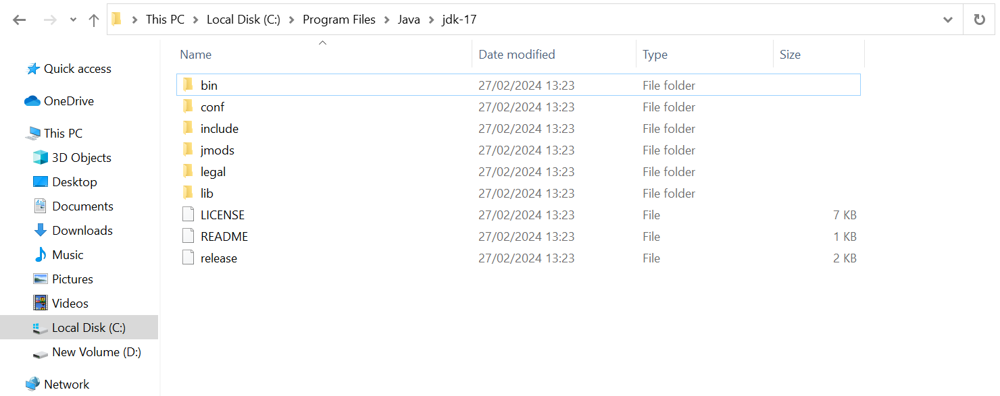 This PC > Local Disk (C:) > Program Files > Java > jdk-17
Name Date modified Type Size
Quick access
OneDrive
This PC
3D Objects
Desktop
Documents
Downloads
Music
Pictures
Videos
Local Disk (C:)
New Volume (D:)
Network
bin 27/02/2024 13:23 File folder
conf 27/02/2024 13:23 File folder
include 27/02/2024 13:23 File folder
jmods 27/02/2024 13:23 File folder
legal 27/02/2024 13:23 File folder
lib 27/02/2024 13:23 File folder
LICENSE 27/02/2024 13:23 File 7 KB
README 27/02/2024 13:23 File 1 KB
release 27/02/2024 13:23 File 2 KB